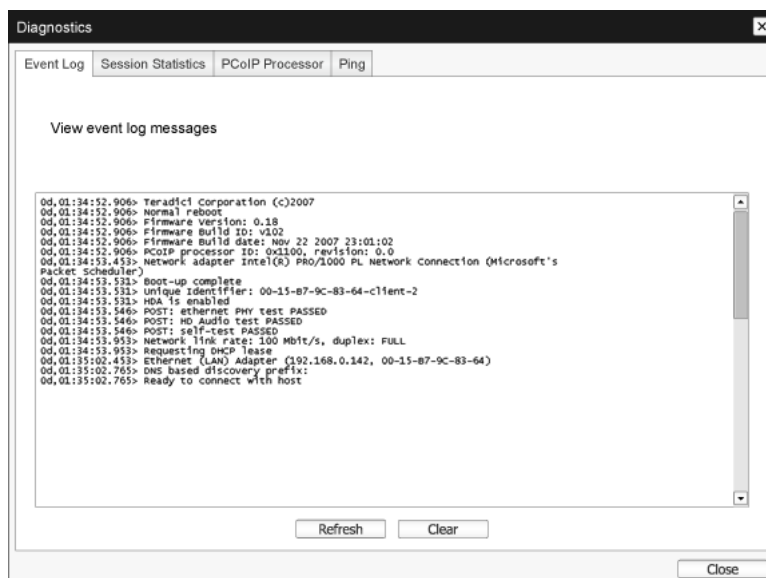 Diagnostics
Event Log Session Statistics PCoIP Processor Ping
View event log messages
0d,01:34:52.906> Teradici Corporation (c)2007
0d,01:34:52.906> Normal reboot
0d,01:34:52.906> Firmware Version: 0.18
0d,01:34:52.906> Firmware Build ID: v102
0d,01:34:52.906> Firmware Build date: Nov 22 2007 23:01:02
0d,01:34:52.906> PCoIP processor ID: 0x1100, revision: 0.0
0d,01:34:53.453> Network adapter Intel(R) PRO/1000 PL Network Connection (Microsoft's
Packet Scheduler)
0d,01:34:53.531> Boot-up complete
0d,01:34:53.531> Unique Identifier: 00-15-B7-9C-83-64-client-2
0d,01:34:53.531> HDA is enabled
0d,01:34:53.546> POST: ethernet PHY test PASSED
0d,01:34:53.546> POST: HD Audio test PASSED
0d,01:34:53.546> POST: self-test PASSED
0d,01:34:53.953> Network link rate: 100 Mbit/s, duplex: FULL
0d,01:34:53.953> Requesting DHCP lease
0d,01:35:02.453> Ethernet (LAN) Adapter (192.168.0.142, 00-15-B7-9C-83-64)
0d,01:35:02.765> DNS based discovery prefix:
0d,01:35:02.765> Ready to connect with host
Refresh Clear
Close